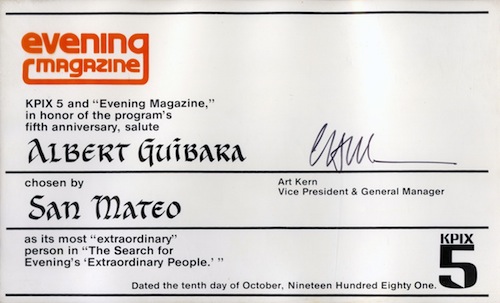 evening
MAGAZINE
KPIX 5 and "Evening Magazine,"
in honor of the program's
fifth anniversary, salute
Albert Guibara
chosen by
Art Kern
Vice President & General Manager
San Mateo
as its most "extraordinary"
person in "The Search for
Evening's 'Extraordinary People.' "
KPIX
5
Dated the tenth day of October, Nineteen Hundred Eighty One.